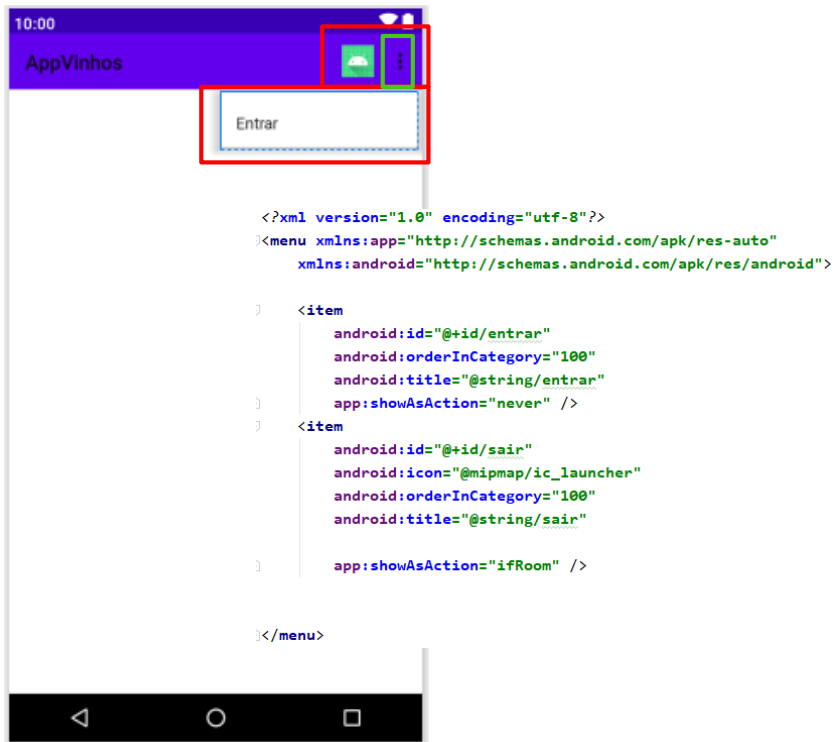 10:00
AppVinhos
Entrar
<?xml version="1.0" encoding="utf-8"?>
<menu xmlns:app="http://schemas.android.com/apk/res-auto"
xmlns:android="http://schemas.android.com/apk/res/android">
<item
android:id="@+id/entrar"
android:orderInCategory="100"
android:title="@string/entrar"
app:showAsAction="never" />
<item
android:id="@+id/sair"
android:icon="@mipmap/ic_launcher"
android:orderInCategory="100"
android:title="@string/sair"
app:showAsAction="ifRoom" />
</menu>